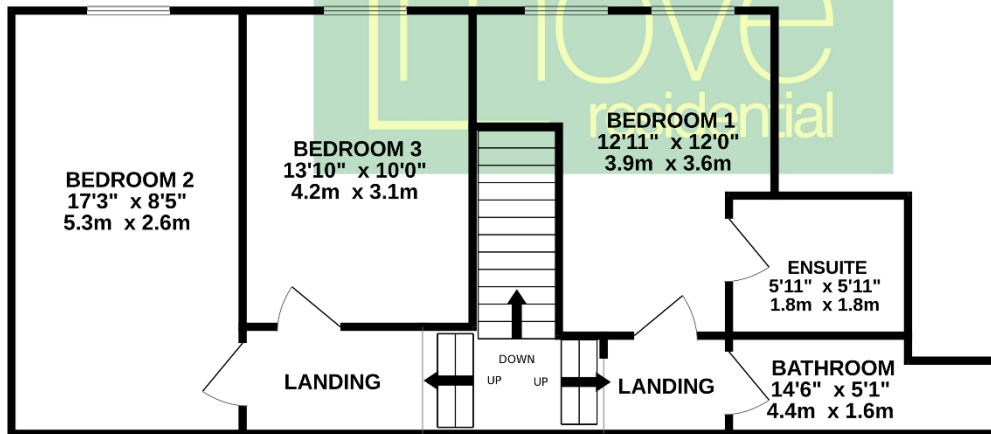 move
residential
BEDROOM 1
12'11" x 12'0"
3.9m x 3.6m
BEDROOM 3
13'10" x 10'0"
4.2m x 3.1m
BEDROOM 2
17'3" x 8'5"
5.3m x 2.6m
ENSUITE
5'11" x 5'11"
1.8m x 1.8m
DOWN
UP
UP
LANDING
LANDING
BATHROOM
14'6" x 5'1"
4.4m x 1.6m